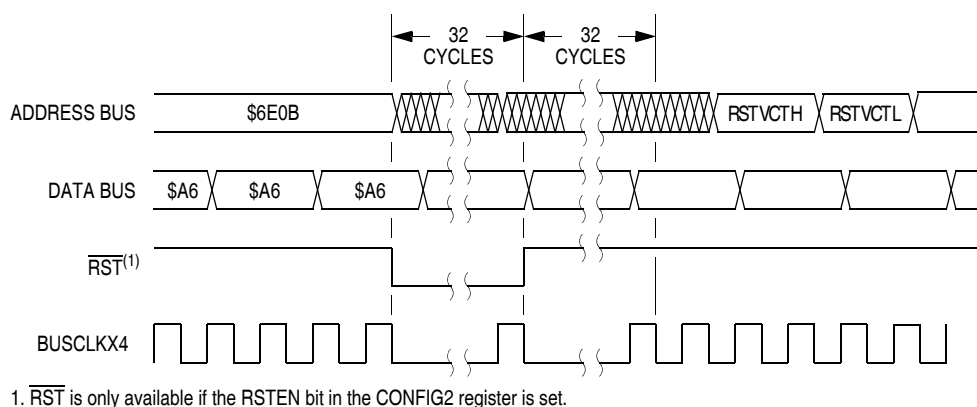 32 CYCLES
32 CYCLES
ADDRESS BUS
$6E0B
RSTVCTH
RSTVCTL
DATA BUS
$A6
$A6
$A6
RST(1)
BUSCLKX4
1. RST is only available if the RSTEN bit in the CONFIG2 register is set.